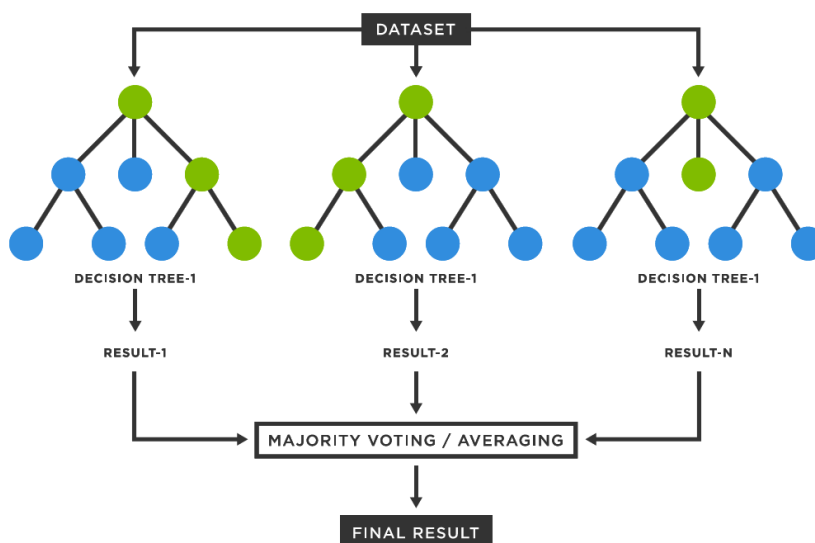 DATASET
DECISION TREE-1
DECISION TREE-1
DECISION TREE-1
RESULT-1
RESULT-2
RESULT-N
MAJORITY VOTING / AVERAGING
FINAL RESULT